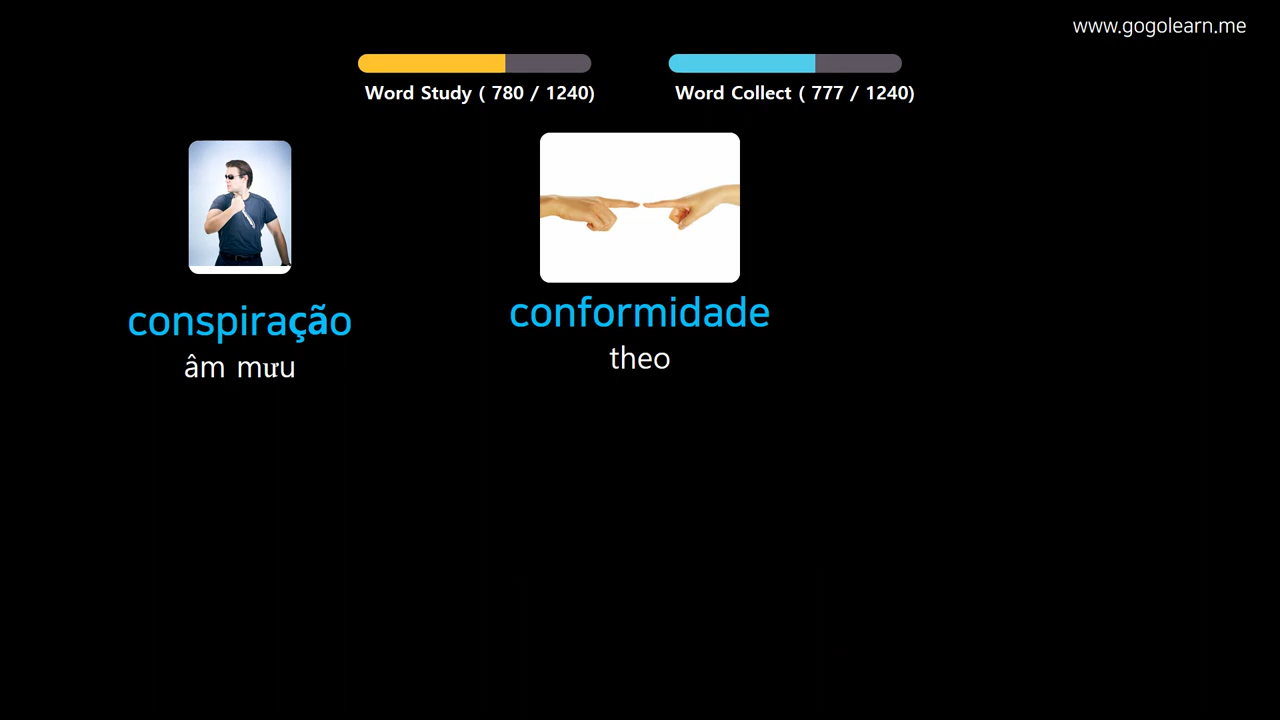 www.gogolearn.me
Word Study ( 780 / 1240)
Word Collect ( 777 / 1240)
conspiração
âm mưu
conformidade
theo